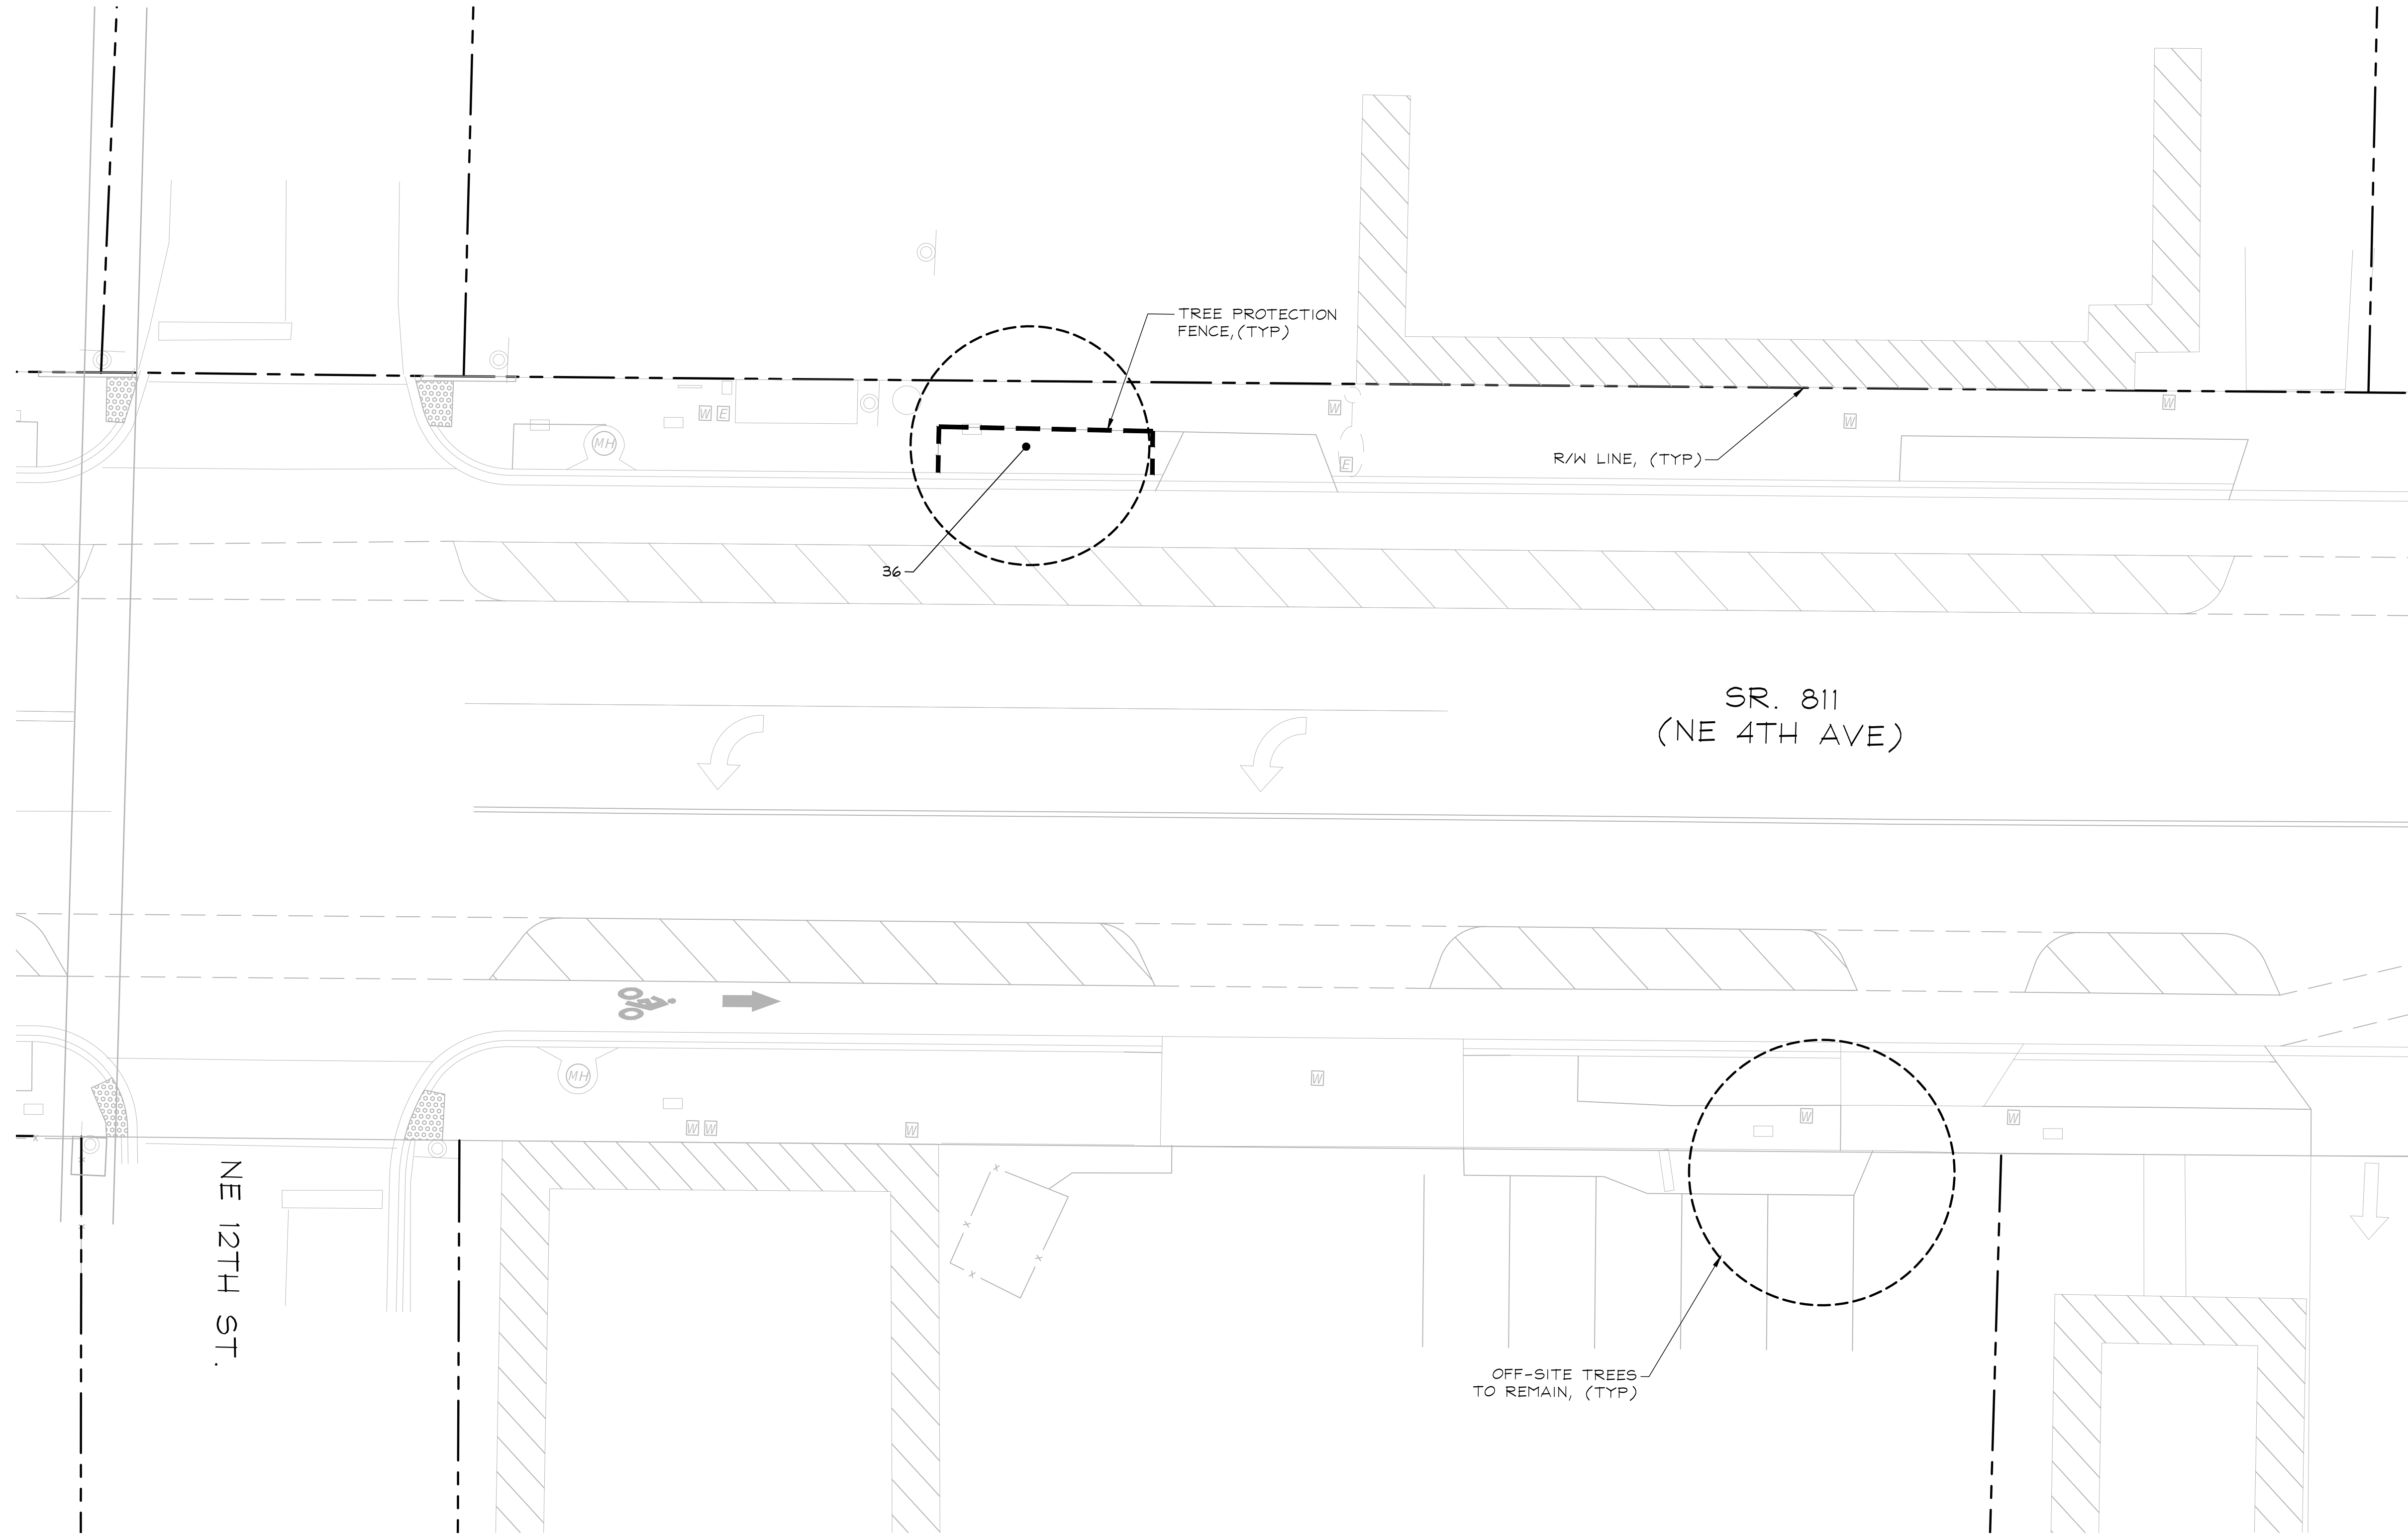 TREE PROTECTION
FENCE, (TYP)
W E
W
W
W
MH
E
R/W LINE, (TYP)
36
SR. 811
(NE 4TH AVE)
MH
W
W W
W
W
W
NE 12TH ST.
OFF-SITE TREES
TO REMAIN, (TYP)